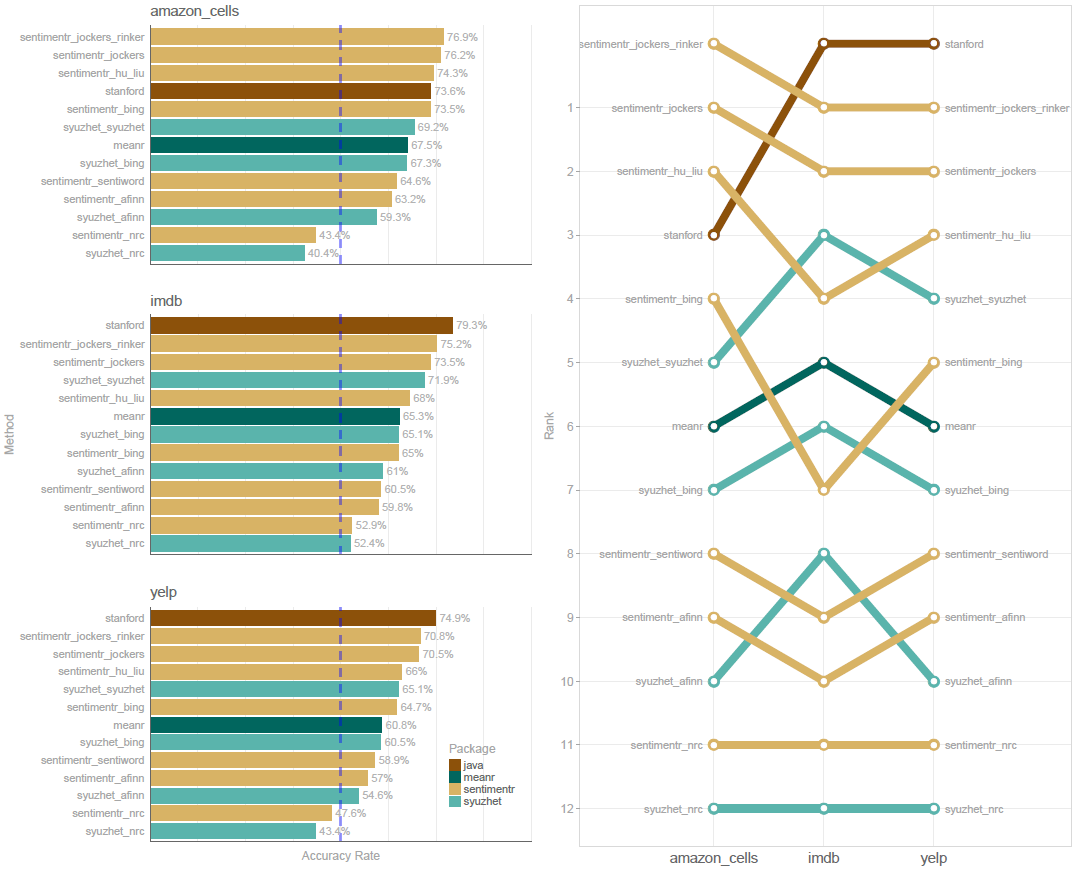 amazon_cells
sentimentr_jockers_rinker 76.9%
sentimentr_jockers 76.2%
sentimentr_hu_liu 74.3%
stanford 73.6%
sentimentr_bing 73.5%
syuzhet_syuzhet 69.2%
meanr 67.5%
syuzhet_bing 67.3%
sentimentr_sentiword 64.6%
sentimentr_afinn 63.2%
syuzhet_afinn 59.3%
sentimentr_nrc 43.4%
syuzhet_nrc 40.4%
imdb
stanford 79.3%
sentimentr_jockers_rinker 75.2%
sentimentr_jockers 73.5%
syuzhet_syuzhet 71.9%
sentimentr_hu_liu 68%
meanr 65.3%
syuzhet_bing 65.1%
sentimentr_bing 65%
syuzhet_afinn 61%
sentimentr_sentiword 60.5%
sentimentr_afinn 59.8%
sentimentr_nrc 52.9%
syuzhet_nrc 52.4%
Method
yelp
stanford 74.9%
sentimentr_jockers_rinker 70.8%
sentimentr_jockers 70.5%
sentimentr_hu_liu 66%
syuzhet_syuzhet 65.1%
sentimentr_bing 64.7%
meanr 60.8%
syuzhet_bing 60.5%
sentimentr_sentiword 58.9%
sentimentr_afinn 57%
syuzhet_afinn 54.6%
sentimentr_nrc 47.6%
syuzhet_nrc 43.4%
Accuracy Rate
Package
java
meanr
sentimentr
syuzhet
Rank
sentimentr_jockers_rinker stanford
1 sentimentr_jockers sentimentr_jockers_rinker
2 sentimentr_hu_liu sentimentr_jockers
3 stanford sentimentr_hu_liu
4 sentimentr_bing syuzhet_syuzhet
5 syuzhet_syuzhet sentimentr_bing
6 meanr meanr
7 syuzhet_bing syuzhet_bing
8 sentimentr_sentiword sentimentr_sentiword
9 sentimentr_afinn sentimentr_afinn
10 syuzhet_afinn syuzhet_afinn
11 sentimentr_nrc sentimentr_nrc
12 syuzhet_nrc syuzhet_nrc
amazon_cells imdb yelp